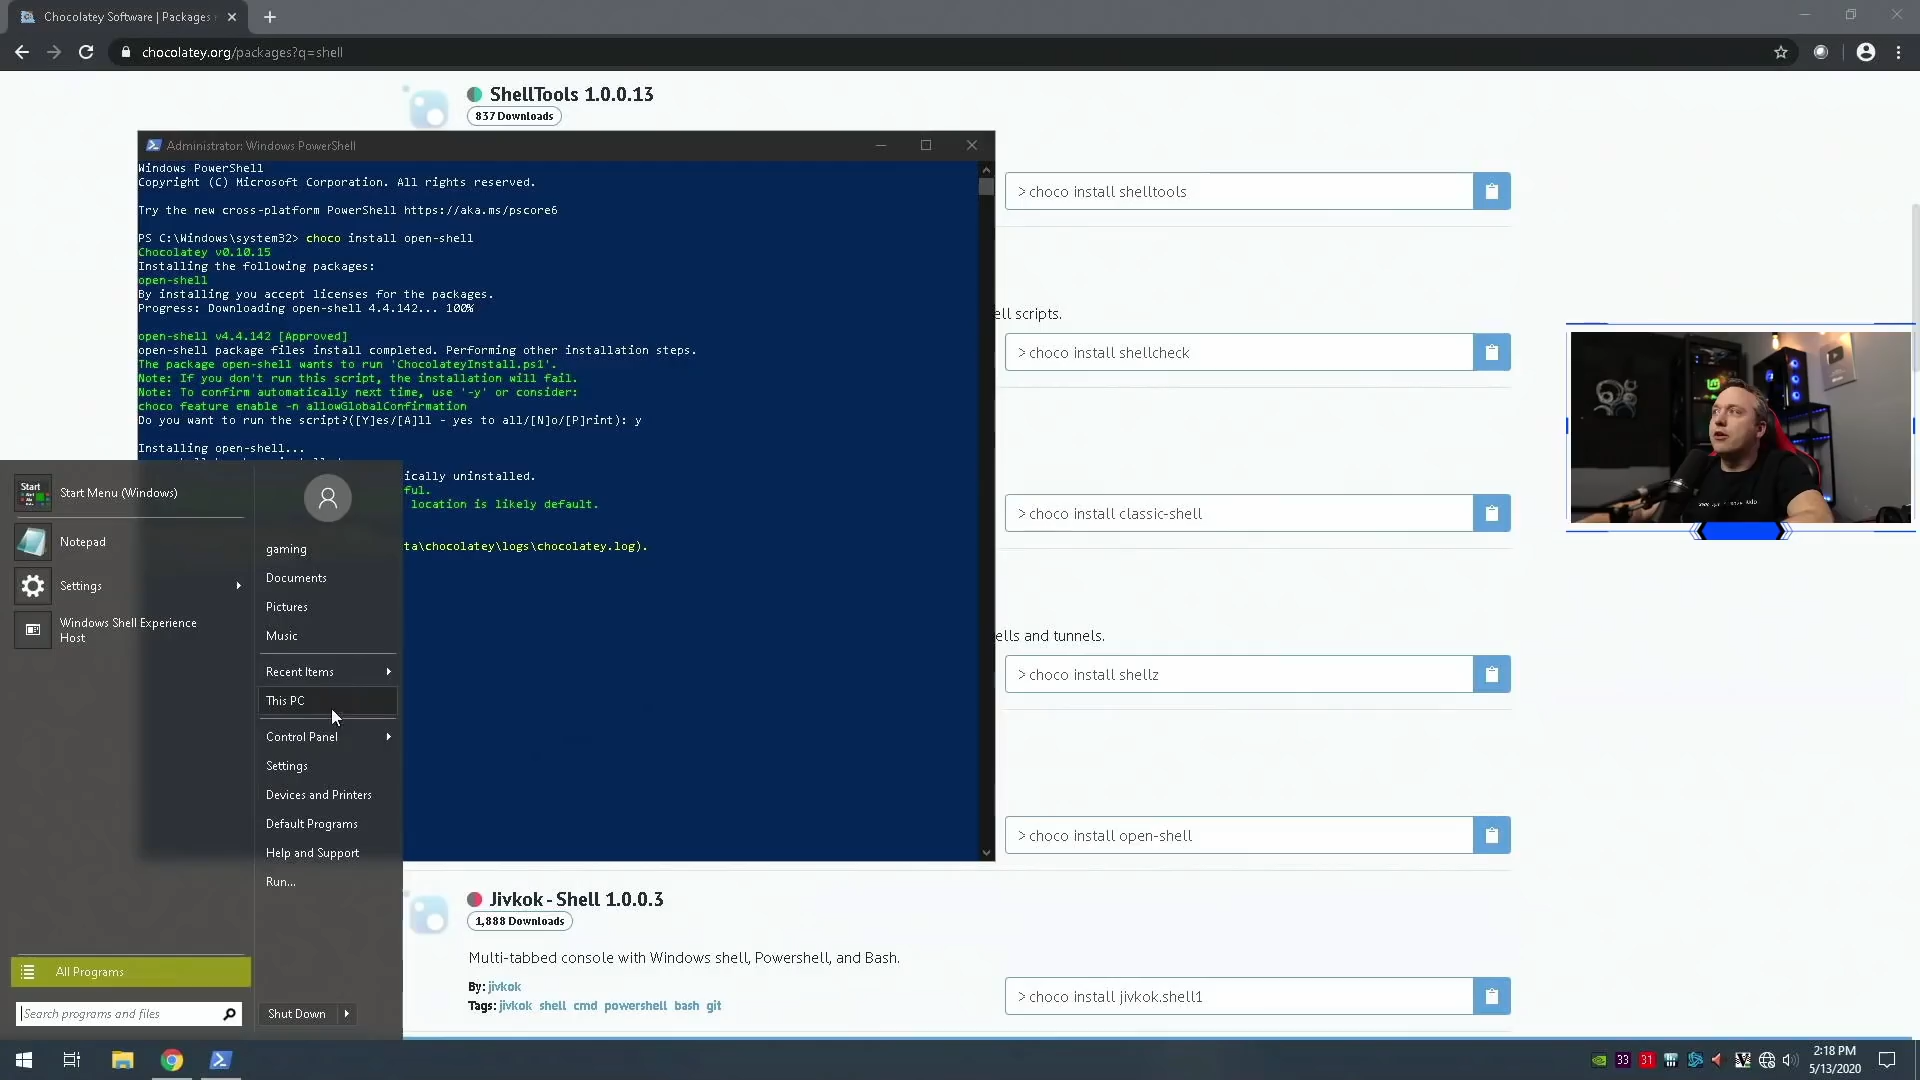 Chocolatey Software | Packages
chocolatey.org/packages?q=shell
ShellTools 1.0.0.13
837 Downloads
> choco install shelltools
Administrator: Windows PowerShell
Windows PowerShell
Copyright (C) Microsoft Corporation. All rights reserved.
Try the new cross-platform PowerShell https://aka.ms/pscore6
PS C:\Windows\system32> choco install open-shell
Chocolatey v0.10.15
Installing the following packages:
open-shell
By installing you accept licenses for the packages.
Progress: Downloading open-shell 4.4.142... 100%
open-shell v4.4.142 [Approved]
open-shell package files install completed. Performing other installation steps.
The package open-shell wants to run 'ChocolateyInstall.ps1'.
Note: If you don't run this script, the installation will fail.
Note: To confirm automatically next time, use '-y' or consider:
choco feature enable -n allowGlobalConfirmation
Do you want to run the script?([Y]es/[A]ll - yes to all/[N]o/[P]rint): y
Installing open-shell...
ically uninstalled.
ful.
location is likely default.
ta\chocolatey\logs\chocolatey.log).
ell scripts.
> choco install shellcheck
> choco install classic-shell
ells and tunnels.
> choco install shellz
> choco install open-shell
Jivkok - Shell 1.0.0.3
1,888 Downloads
Multi-tabbed console with Windows shell, Powershell, and Bash.
By: jivkok
Tags: jivkok shell cmd powershell bash git
> choco install jivkok.shell1
Start
Start Menu (Windows)
Notepad
Settings
Windows Shell Experience
Host
All Programs
Search programs and files
gaming
Documents
Pictures
Music
Recent Items
This PC
Control Panel
Settings
Devices and Printers
Default Programs
Help and Support
Run...
Shut Down
33
31
2:18 PM
5/13/2020